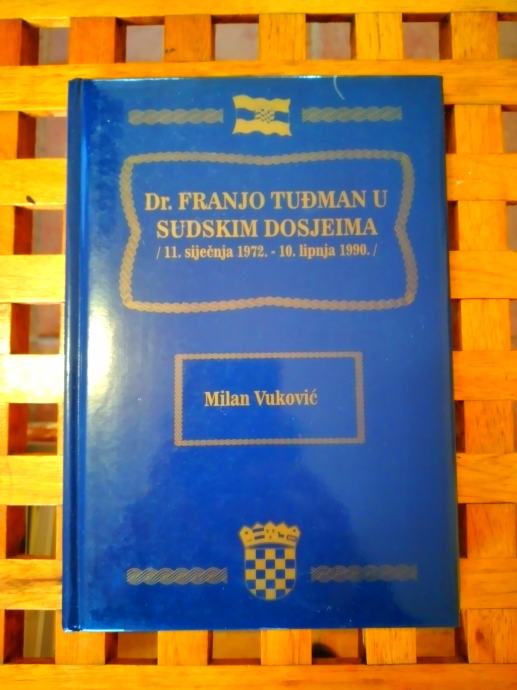 Dr. FRANJO TUĐMAN U
SUDSKIM DOSJEIMA
/ 11. siječnja 1972. - 10. lipnja 1990. /
Milan Vuković